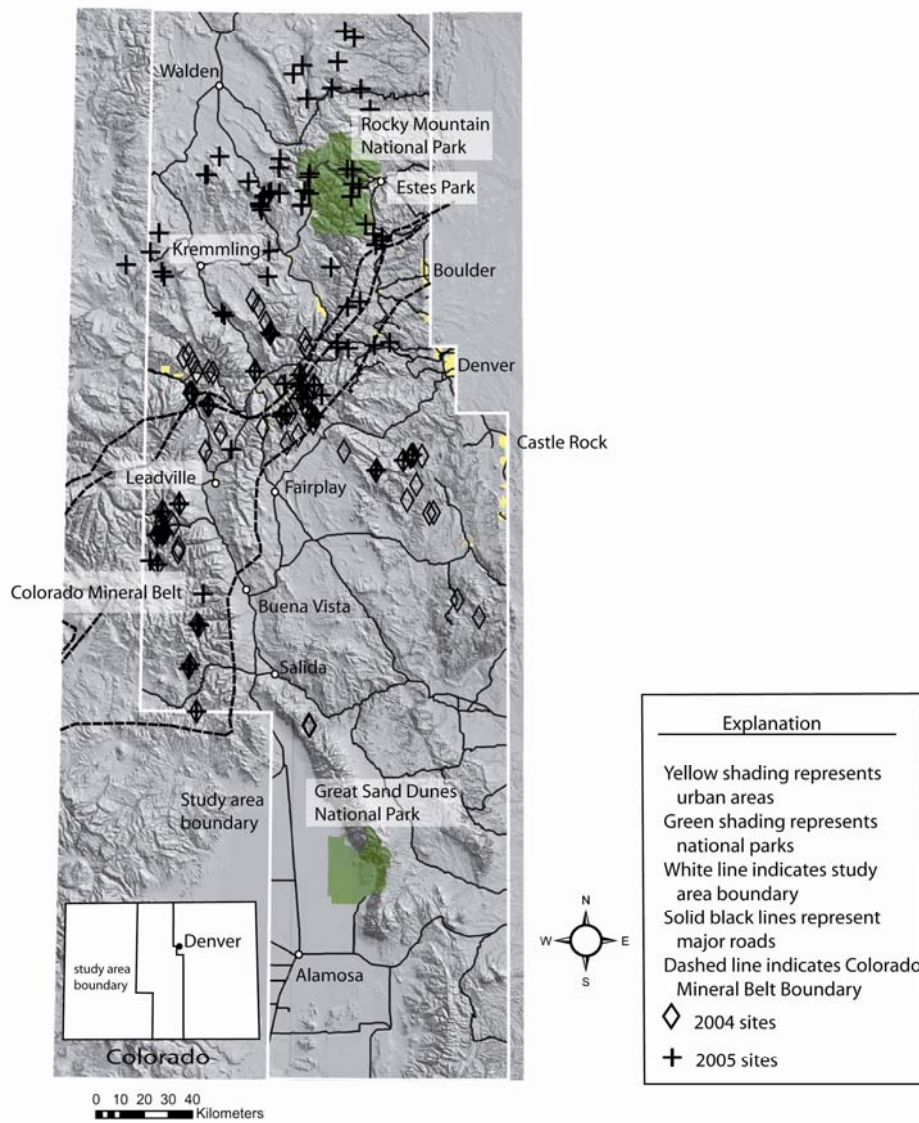 Walden
Rocky Mountain
National Park
Estes Park
Kremmling
Boulder
Denver
Castle Rock
Leadville
Fairplay
Colorado Mineral Belt
Buena Vista
Salida
Study area
boundary
Great Sand Dunes
National Park
Alamosa
Denver
study area
boundary
Colorado
0 10 20 30 40
Kilometers
N
W
E
S
Explanation
Yellow shading represents
urban areas
Green shading represents
national parks
White line indicates study
area boundary
Solid black lines represent
major roads
Dashed line indicates Colorado
Mineral Belt Boundary
2004 sites
2005 sites